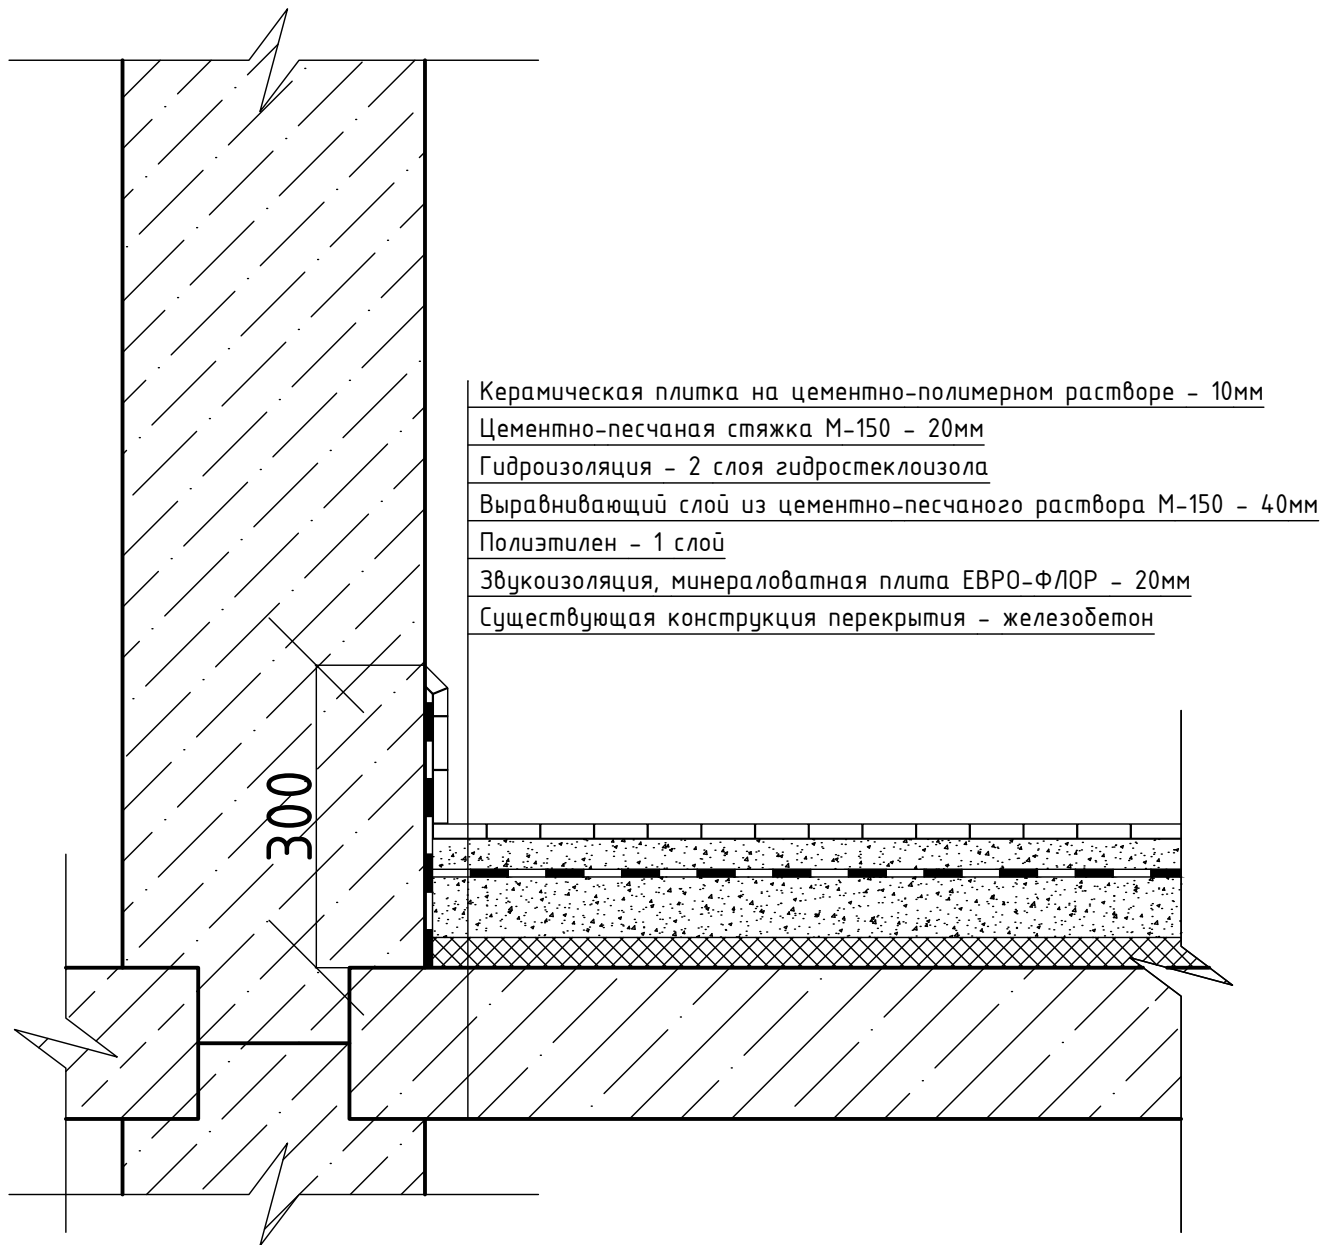 Керамическая плитка на цементно-полимерном растворе - 10мм
Цементно-песчаная стяжка М-150 - 20мм
Гидроизоляция - 2 слоя гидростеклоизола
Выравнивающий слой из цементно-песчаного раствора М-150 - 40мм
Полиэтилен - 1 слой
Звукоизоляция, минераловатная плита ЕВРО-ФЛОР - 20мм
Существующая конструкция перекрытия - железобетон
300